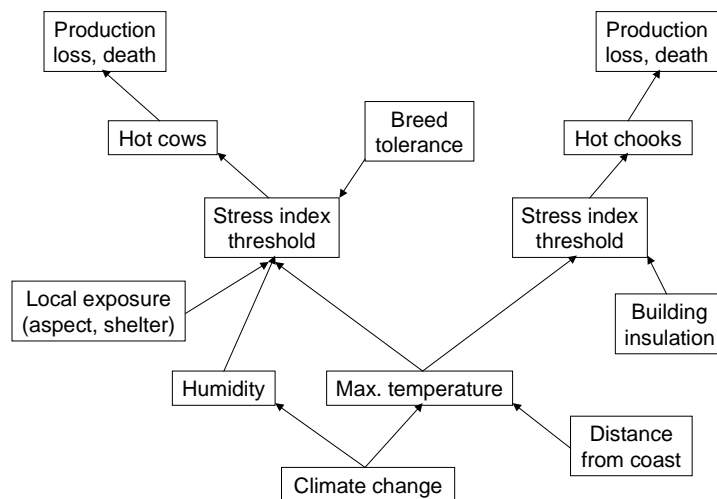 Production
loss, death
Production
loss, death
Hot cows
Breed
tolerance
Hot chooks
Stress index
threshold
Stress index
threshold
Local exposure
(aspect, shelter)
Building
insulation
Humidity
Max. temperature
Distance
from coast
Climate change